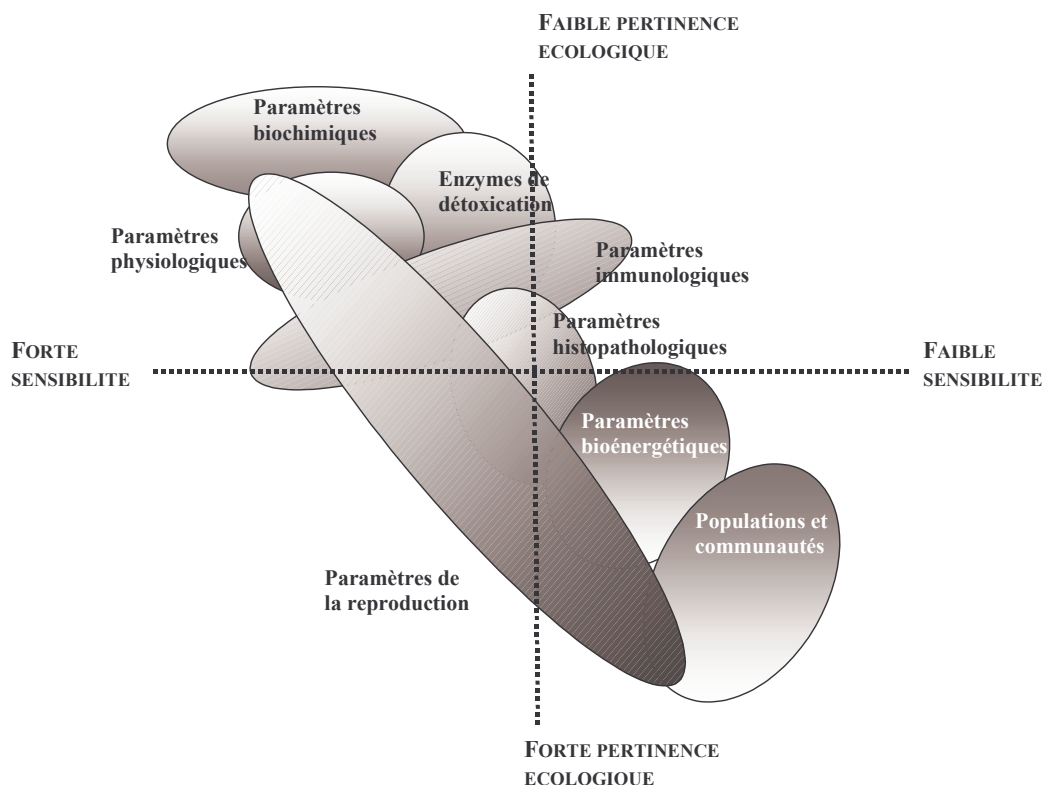 FAIBLE PERTINENCE
ECOLOGIQUE
Paramètres
biochimiques
Enzymes de
détoxication
Paramètres
physiologiques
Paramètres
immunologiques
Paramètres
histopathologiques
FORTE
SENSIBILITE
FAIBLE
SENSIBILITE
Paramètres
bioénergétiques
Populations et
communautés
Paramètres de
la reproduction
FORTE PERTINENCE
ECOLOGIQUE